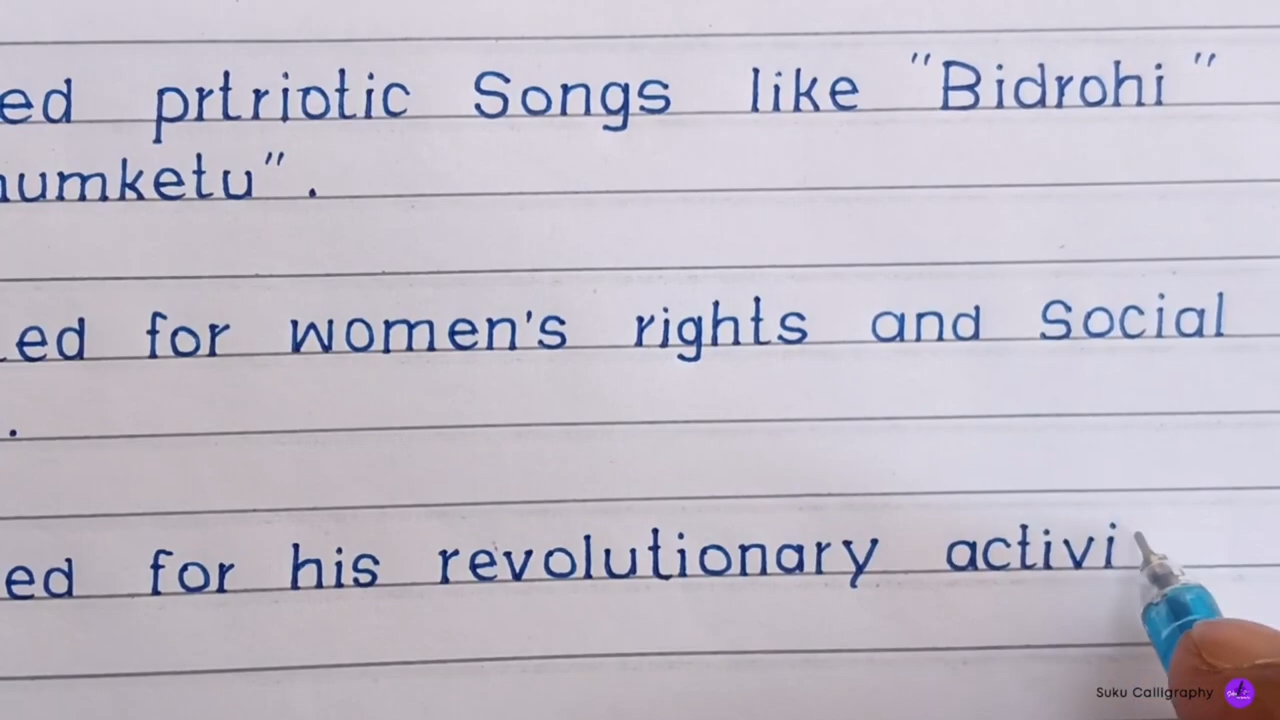 ed prtriotic Songs like "Bidrohi"
umketu".
ed for women's rights and Social
.
ed for his revolutionary activi
Suku Calligraphy